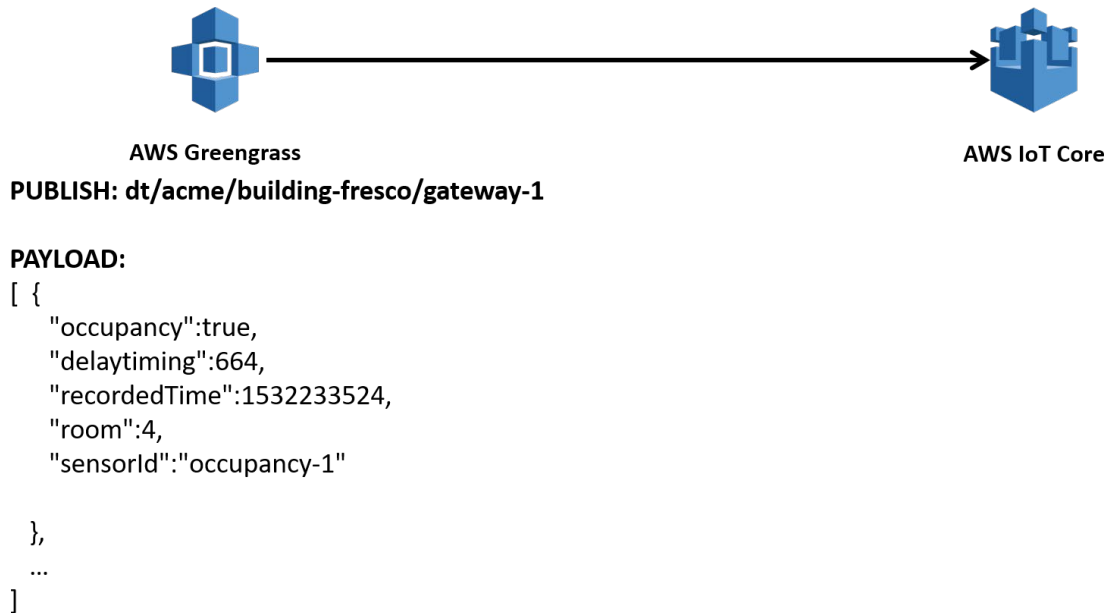 AWS Greengrass
AWS IoT Core
PUBLISH: dt/acme/building-fresco/gateway-1
PAYLOAD:
[ {
"occupancy":true,
"delaytiming":664,
"recordedTime":1532233524,
"room":4,
"sensorId":"occupancy-1"
},
...
]